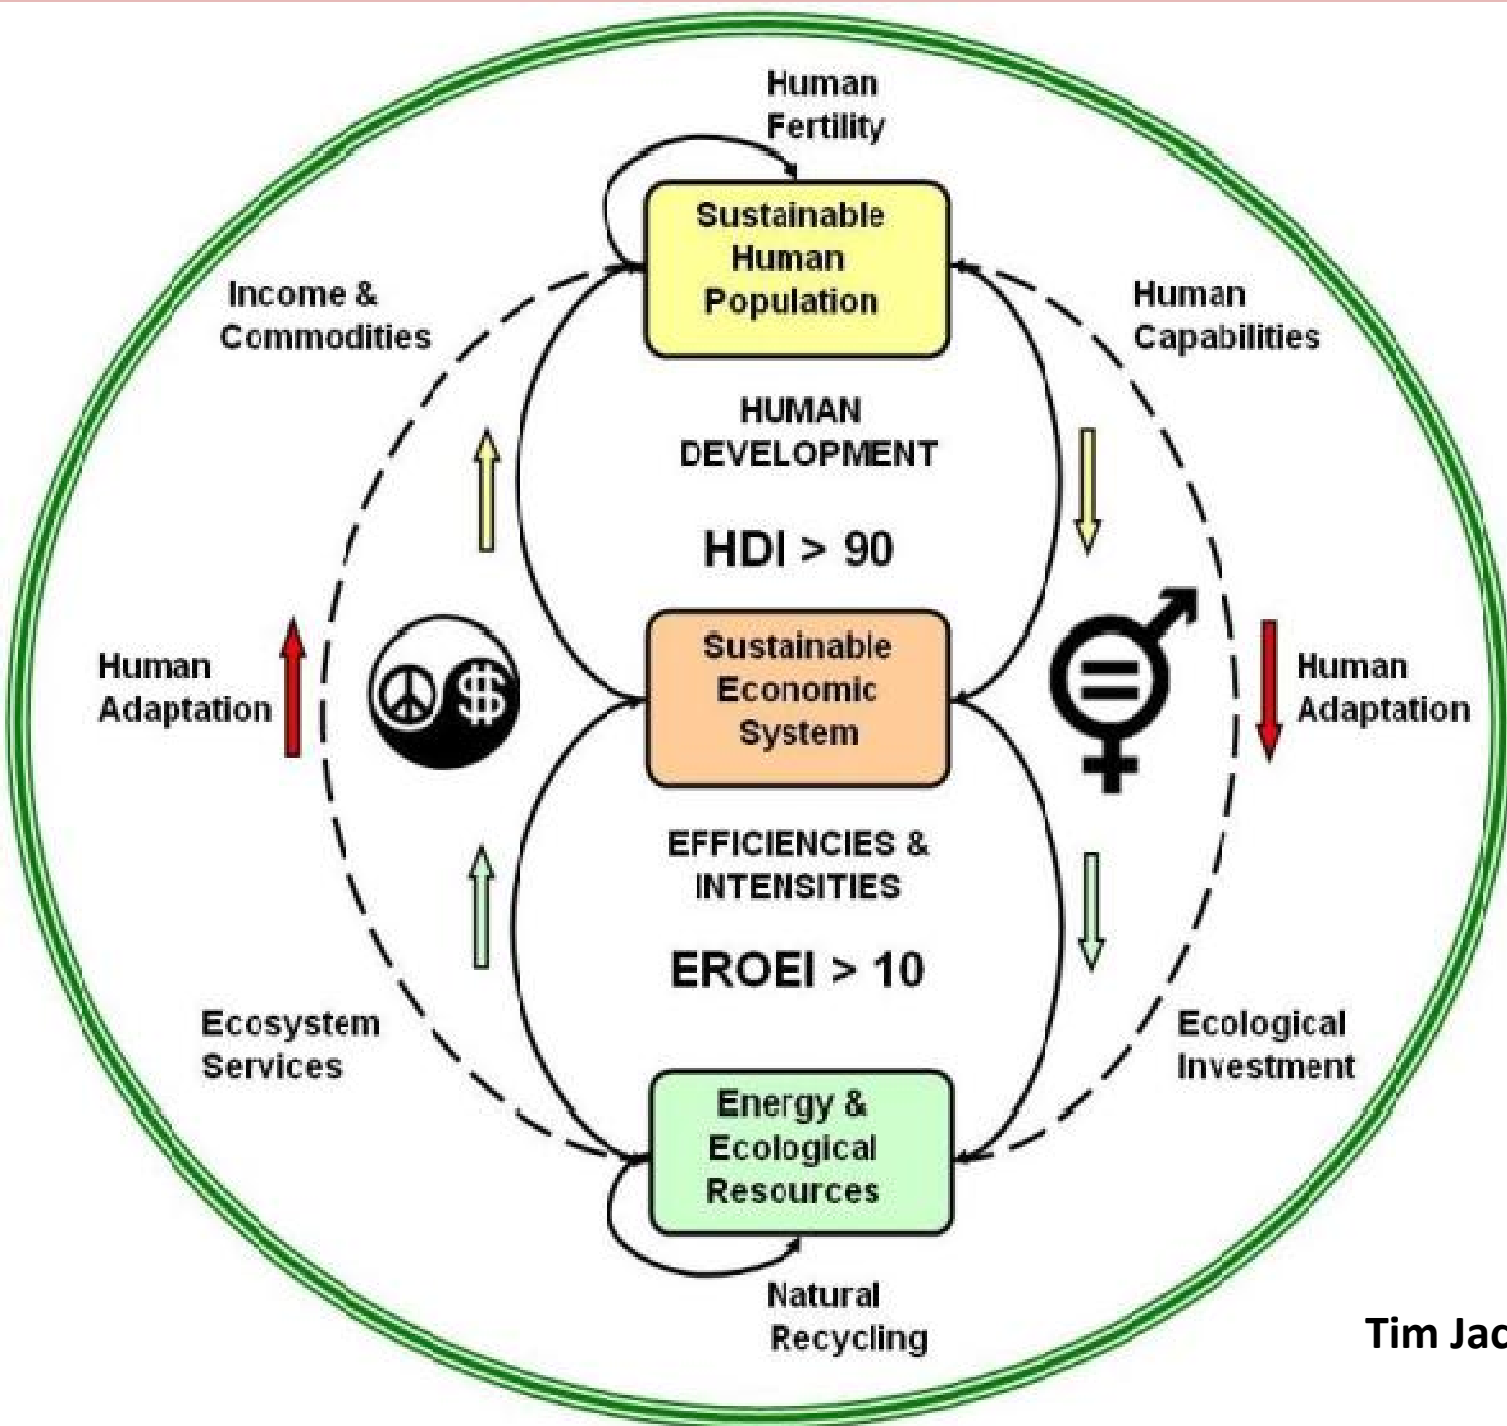 Human
Fertility
Sustainable
Human
Population
Income &
Commodities
Human
Capabilities
HUMAN
DEVELOPMENT
HDI > 90
Human
Adaptation
$
Sustainable
Economic
System
=
Human
Adaptation
EFFICIENCIES &
INTENSITIES
EROEI > 10
Ecosystem
Services
Ecological
Investment
Energy &
Ecological
Resources
Natural
Recycling
Tim Jac